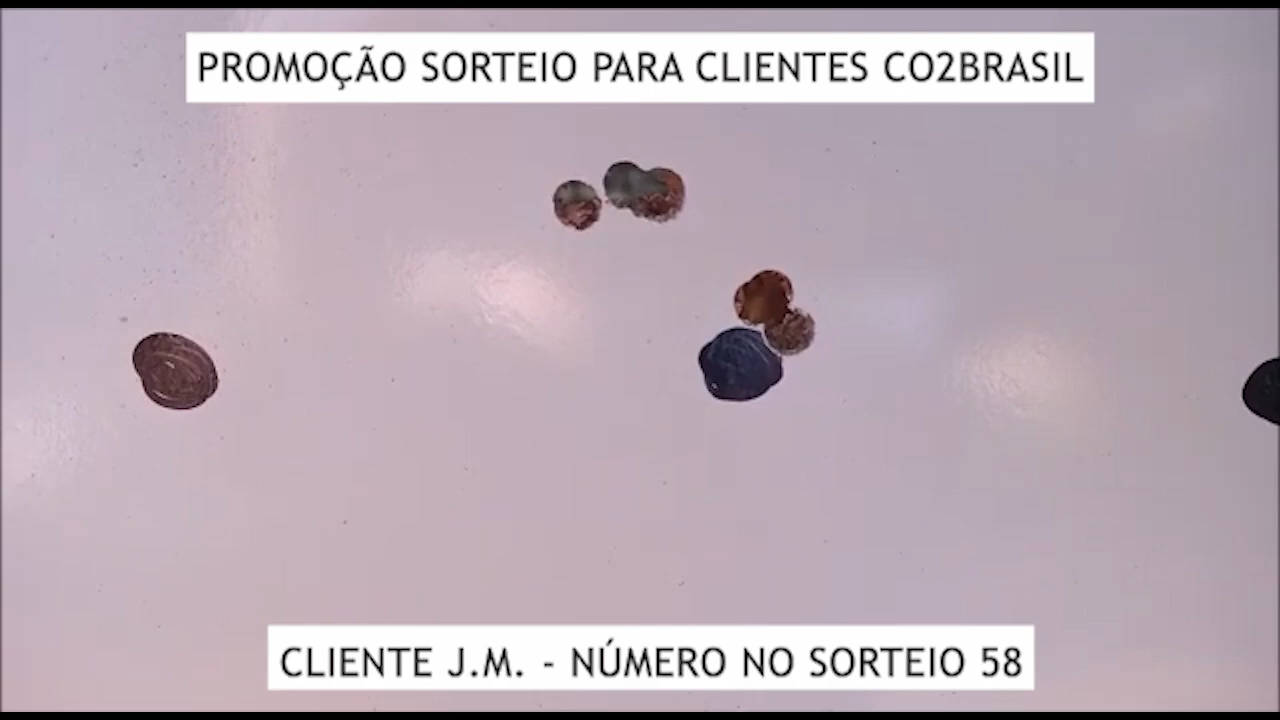 PROMOÇÃO SORTEIO PARA CLIENTES CO2BRASIL
CLIENTE J.M. - NÚMERO NO SORTEIO 58